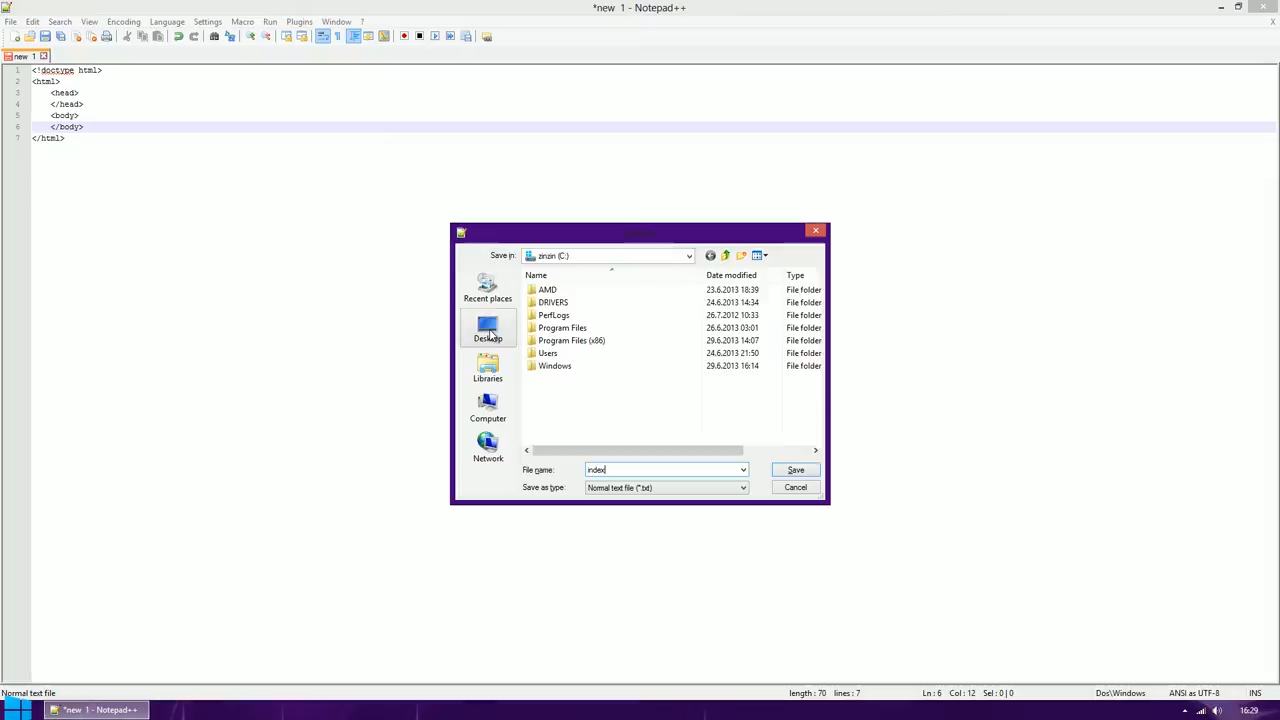 *new  1 - Notepad++
File Edit Search View Encoding Language Settings Macro Run Plugins Window ? X
new  1
1 <!doctype html>
2 <html>
3 <head>
4 </head>
5 <body>
6 </body>
7 </html>
Save in: zinzin (C:)
Name Date modified Type
Recent places
Desktop
Libraries
Computer
Network
AMD 23.6.2013 18:39 File folder
DRIVERS 24.6.2013 14:34 File folder
PerfLogs 26.7.2012 10:33 File folder
Program Files 26.6.2013 03:01 File folder
Program Files (x86) 29.6.2013 14:07 File folder
Users 24.6.2013 21:50 File folder
Windows 29.6.2013 16:14 File folder
File name: index Save
Save as type: Normal text file (*.txt) Cancel
Normal text file length : 70 lines : 7 Ln : 6 Col : 12 Sel : 0 | 0 Dos\Windows ANSI as UTF-8 INS
*new  1 - Notepad++ 16:29